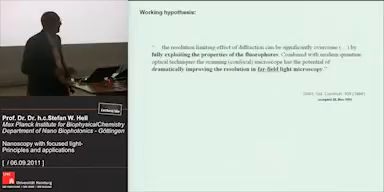 Working hypothesis:
" the resolution limiting effect of diffraction can be significantly overcome (…) by
fully exploiting the properties of the fluorophores. Combined with modern quantum
optical techniques the scanning (confocal) microscope has the potential of
dramatically improving the resolution in far-field light microscopy."
Lecture2Go
Prof. Dr. Dr. h.c.Stefan W. Hell
Max Planck Institute for BiophysicalChemistry
Department of Nano Biophotonics - Göttingen
Nanoscopy with focused light-
Principles and applications
[ /06.09.2011 ]
Universität Hamburg